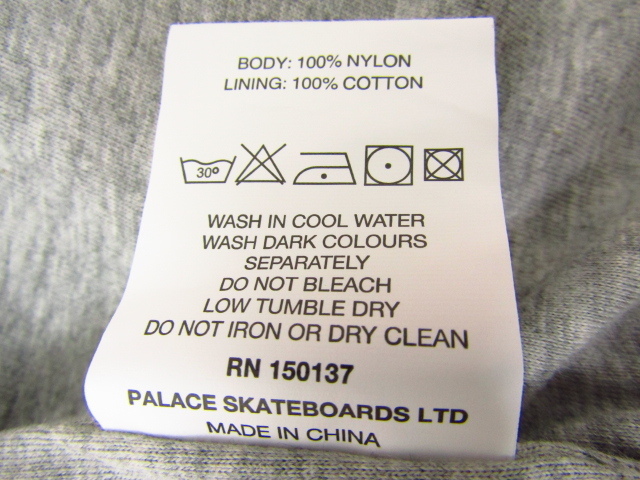 BODY: 100% NYLON
LINING: 100% COTTON
30°
WASH IN COOL WATER
WASH DARK COLOURS
SEPARATELY
DO NOT BLEACH
LOW TUMBLE DRY
DO NOT IRON OR DRY CLEAN
RN 150137
PALACE SKATEBOARDS LTD
MADE IN CHINA